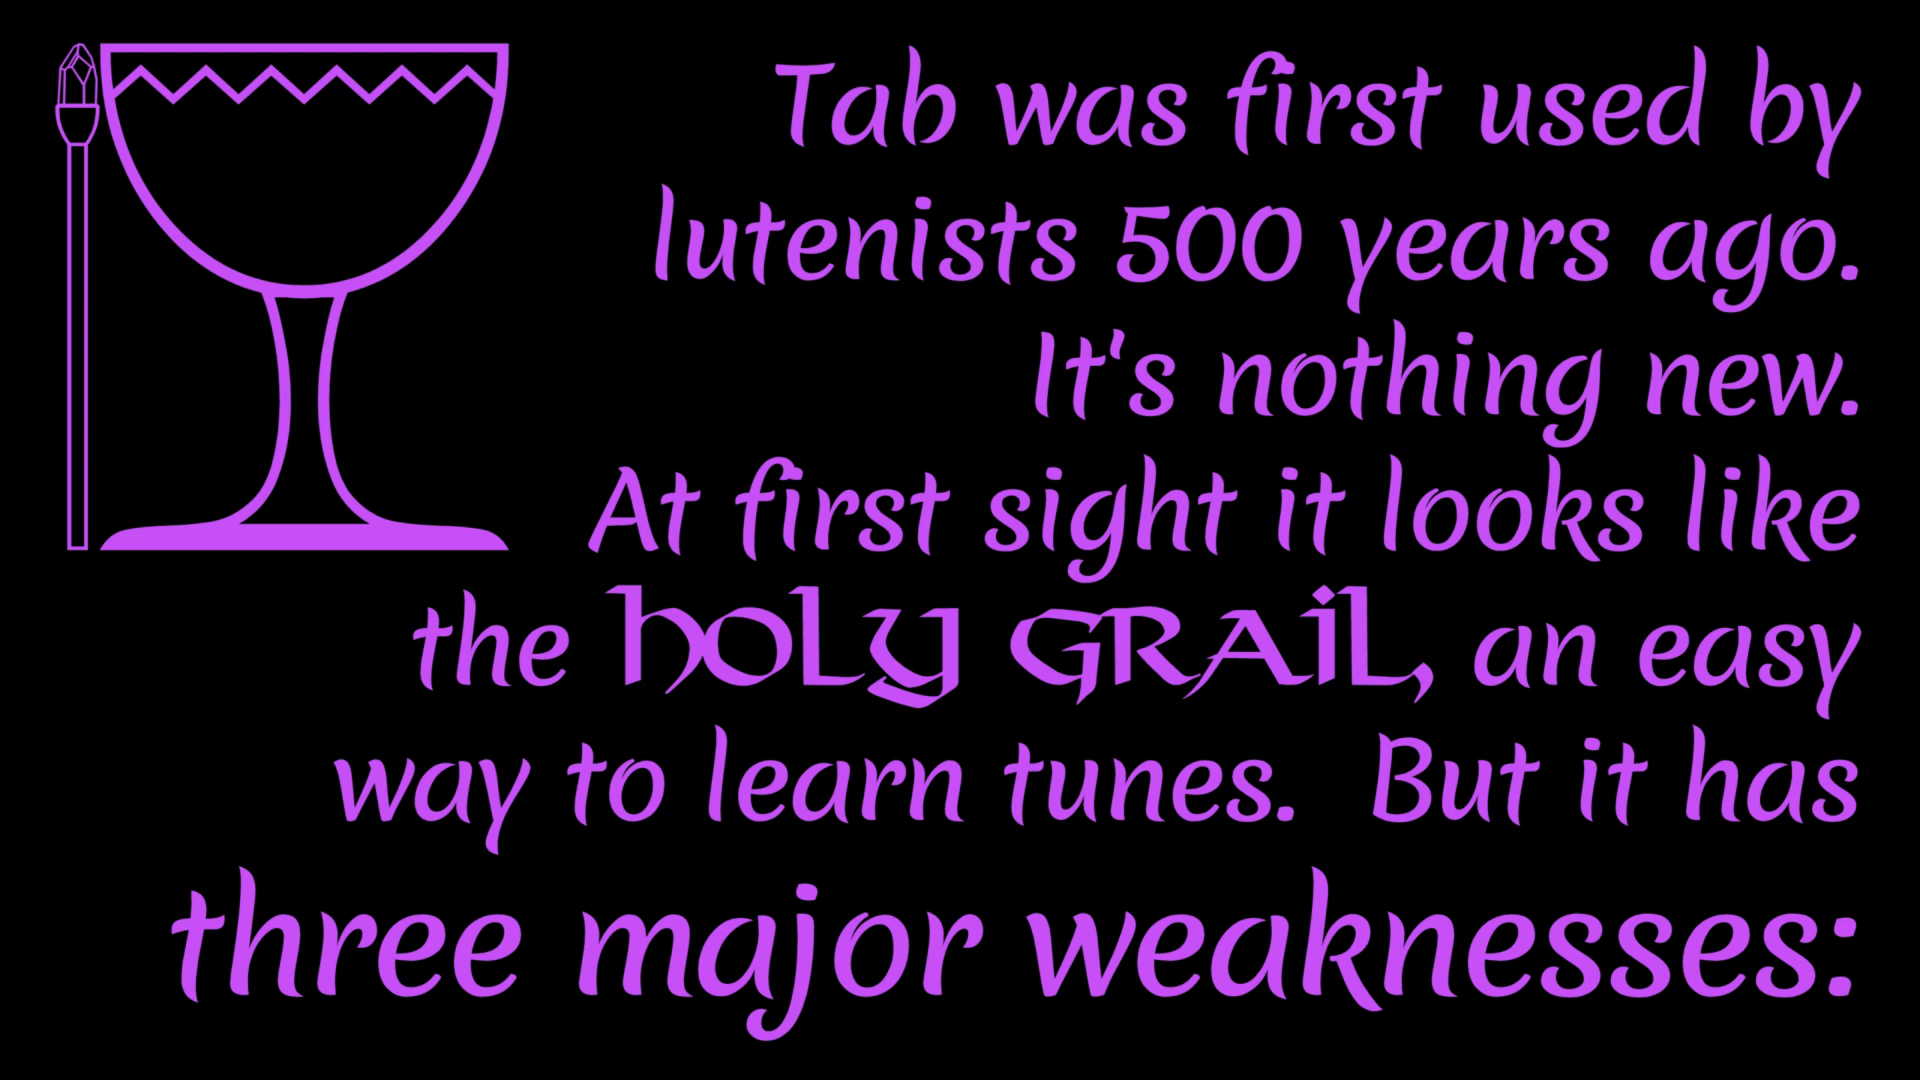 Tab was first used by
lutenists 500 years ago.
It's nothing new.
At first sight it looks like
the HOLY GRAIL, an easy
way to learn tunes.  But it has
three major weaknesses: